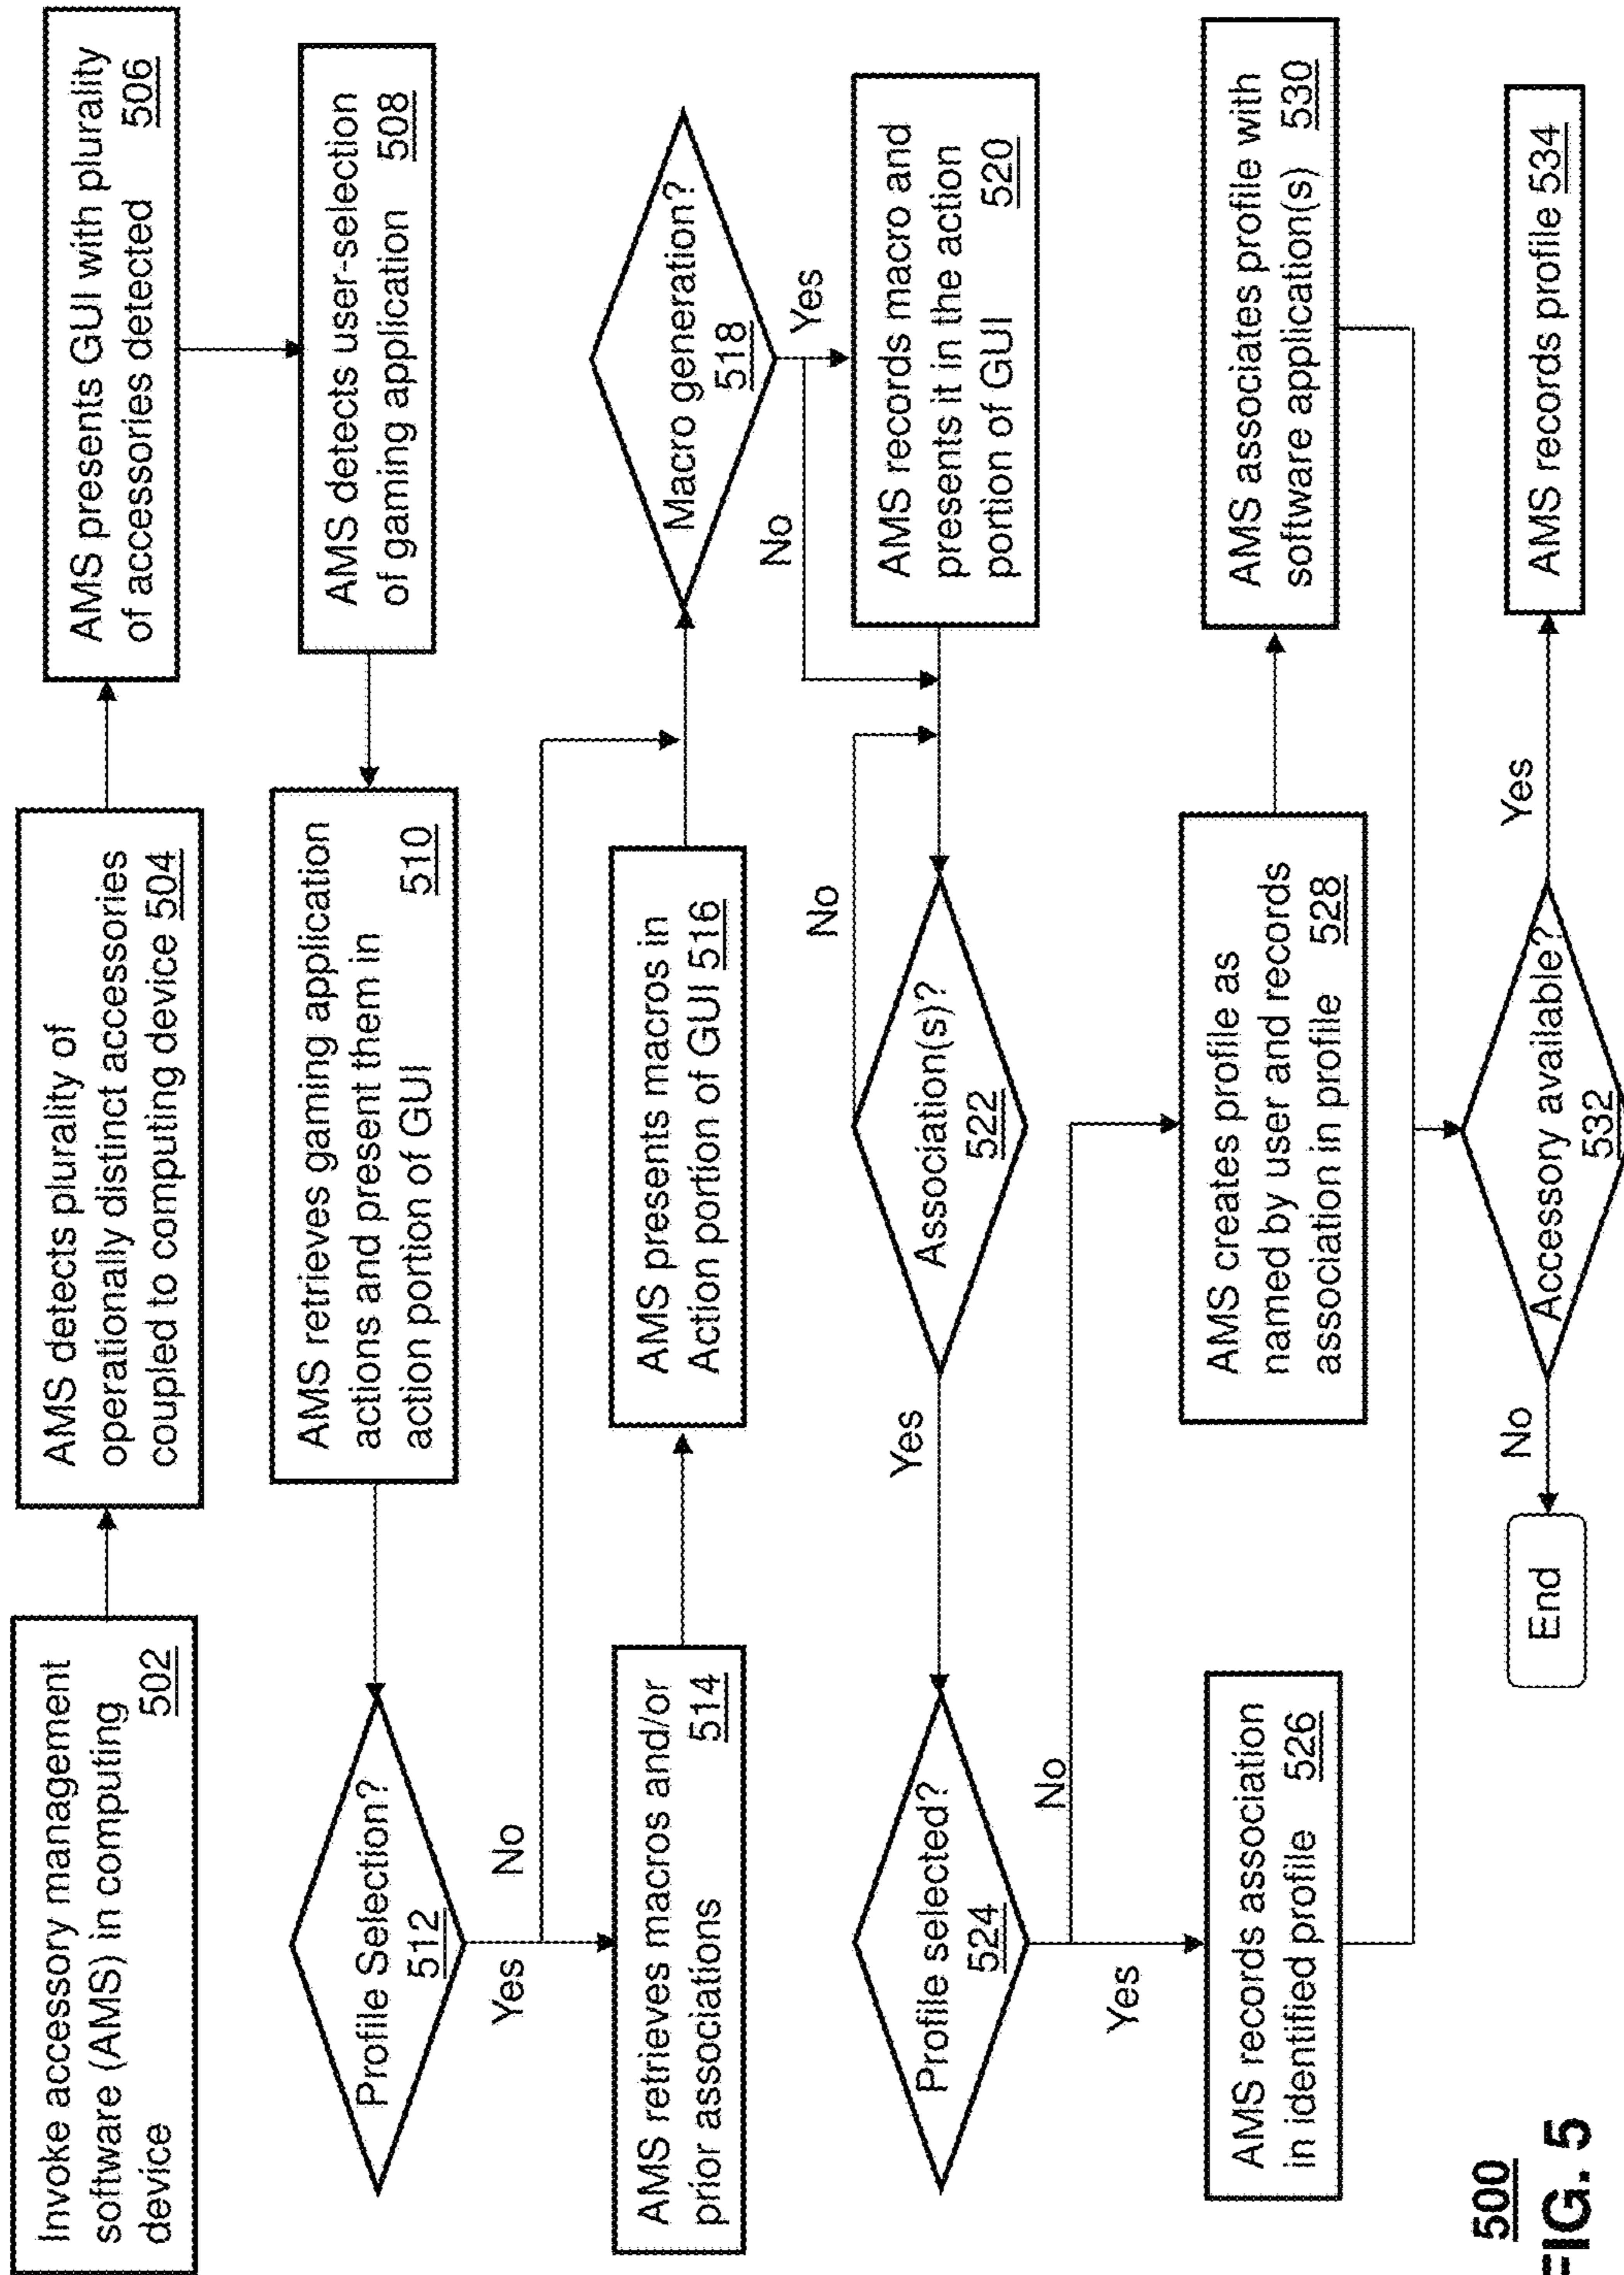 Invoke accessory management
software (AMS) in computing
device
502
AMS detects plurality of
operationally distinct accessories
coupled to computing device 504
AMS presents GUI with plurality
of accessories detected 506
AMS detects user-selection
of gaming application 508
AMS retrieves gaming application
actions and present them in
action portion of GUI 510
Profile Selection?
512
No
Yes
AMS retrieves macros and/or
prior associations 514
AMS presents macros in
Action portion of GUI 516
Macro generation?
518
No
Yes
AMS records macro and
presents it in the action
portion of GUI 520
Association(s)?
522
No
Yes
Profile selected?
524
No
Yes
AMS records association
in identified profile 526
AMS creates profile as
named by user and records
association in profile 528
AMS associates profile with
software application(s) 530
Accessory available?
532
No
Yes
End
AMS records profile 534
500
FIG. 5